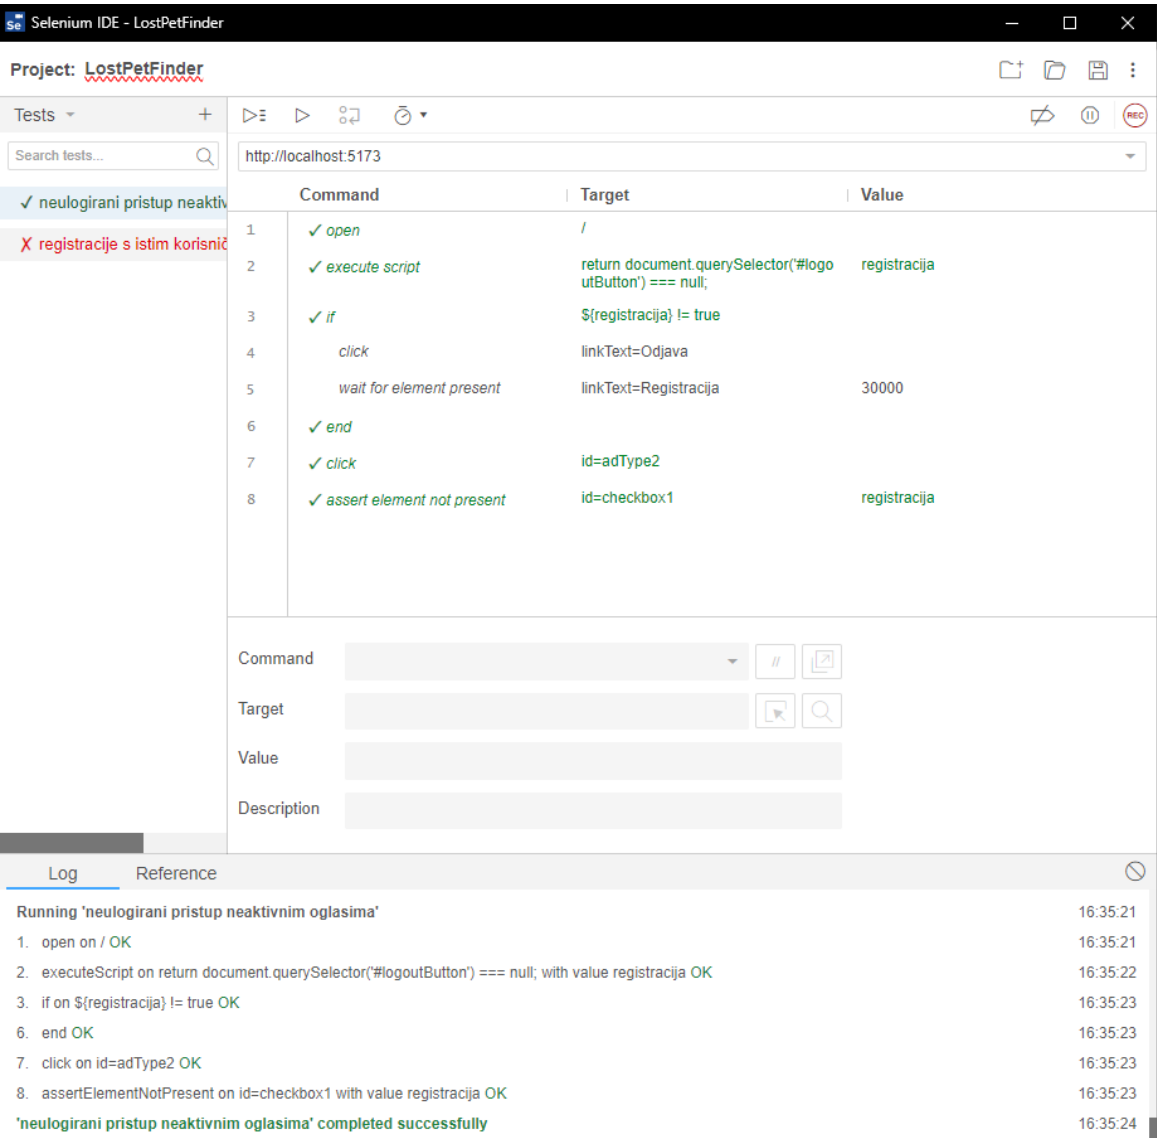 Se Selenium IDE - LostPetFinder
Project: LostPetFinder
Tests
REC
Search tests...
http://localhost:5173
Command Target Value
✓ neulogirani pristup neaktiv
X registracije s istim korisnič
1 ✓ open /
2 ✓ execute script return document.querySelector('#logo registracija
utButton') === null;
3 ✓ if ${registracija} != true
4 click linkText=Odjava
5 wait for element present linkText=Registracija 30000
6 ✓ end
7 ✓ click id=adType2
8 ✓ assert element not present id=checkbox1 registracija
Command //
Target
Value
Description
Log Reference
Running 'neulogirani pristup neaktivnim oglasima' 16:35:21
1. open on / OK 16:35:21
2. executeScript on return document.querySelector('#logoutButton') === null; with value registracija OK 16:35:22
3. if on ${registracija} != true OK 16:35:23
6. end OK 16:35:23
7. click on id=adType2 OK 16:35:23
8. assertElementNotPresent on id=checkbox1 with value registracija OK 16:35:23
'neulogirani pristup neaktivnim oglasima' completed successfully 16:35:24